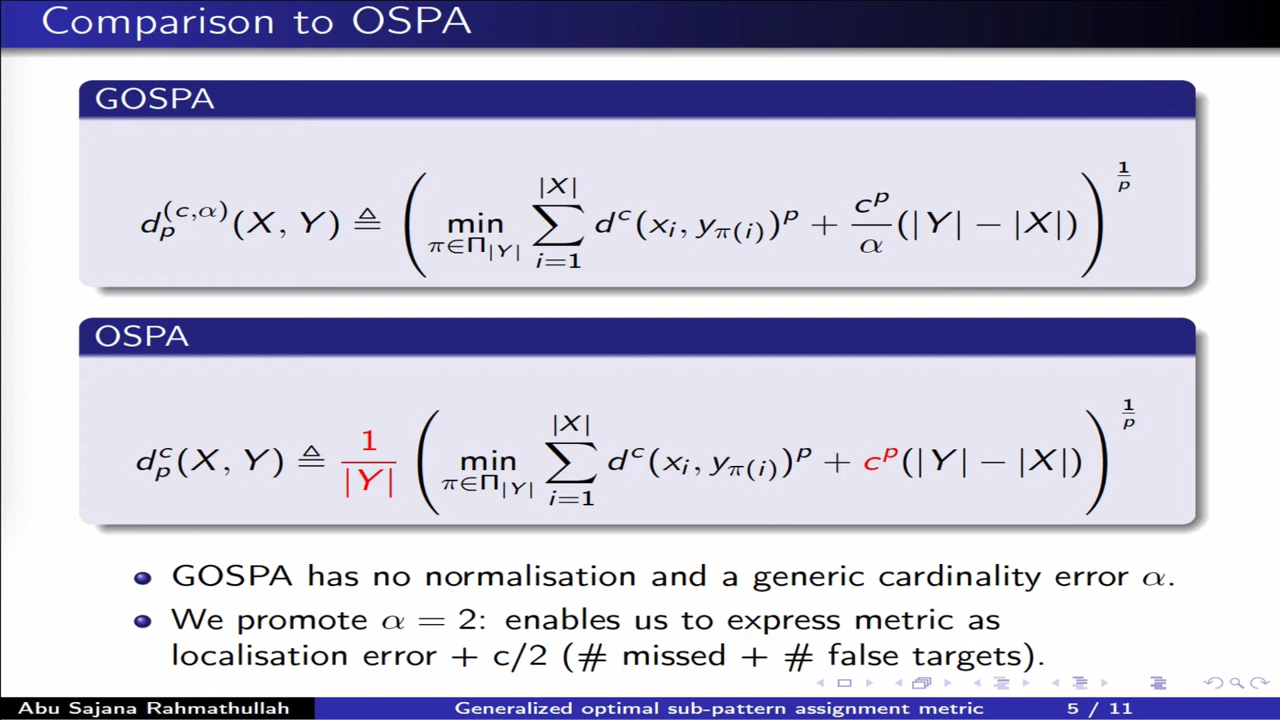 Comparison to OSPA
GOSPA
d_p^{(c,α)}(X, Y) ≜ ( min_{π∈Π_{|Y|}} ∑_{i=1}^{|X|} d^c(x_i, y_{π(i)})^p + c^p/α (|Y| − |X|) )^{1/p}
OSPA
d_p^c(X, Y) ≜ 1/|Y| ( min_{π∈Π_{|Y|}} ∑_{i=1}^{|X|} d^c(x_i, y_{π(i)})^p + c^p(|Y| − |X|) )^{1/p}
GOSPA has no normalisation and a generic cardinality error α.
We promote α = 2: enables us to express metric as
localisation error + c/2 (# missed + # false targets).
Abu Sajana Rahmathullah Generalized optimal sub-pattern assignment metric 5 / 11